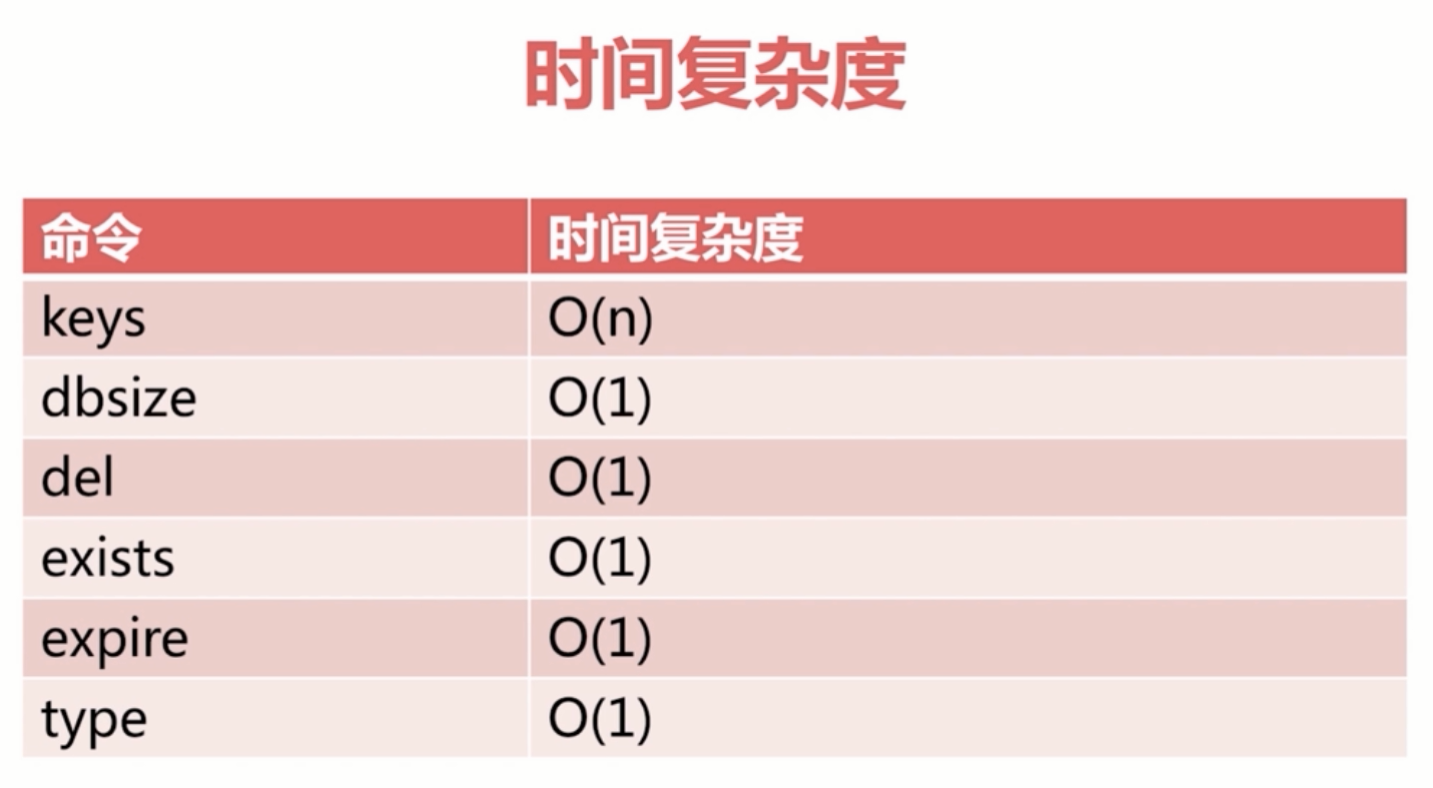 时间复杂度
命令 时间复杂度
keys O(n)
dbsize O(1)
del O(1)
exists O(1)
expire O(1)
type O(1)